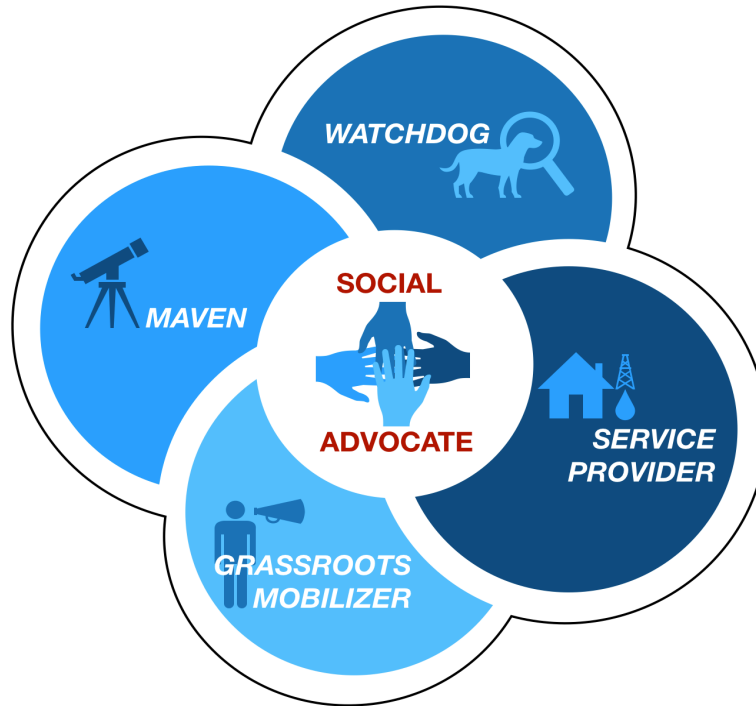 WATCHDOG
MAVEN
SOCIAL
ADVOCATE
SERVICE
PROVIDER
GRASSROOTS
MOBILIZER